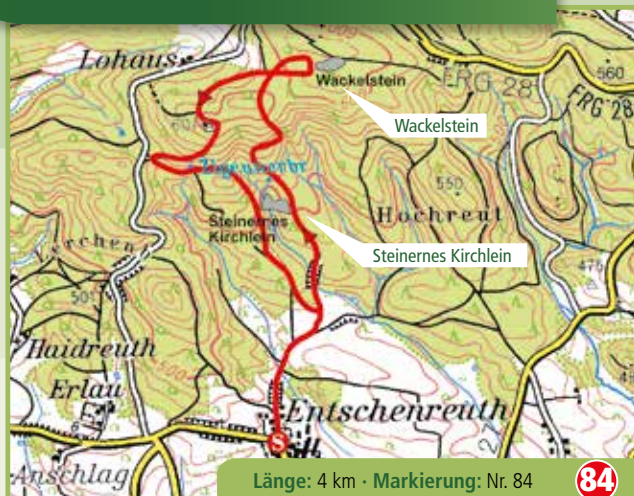 Lohaus
Wackelstein
FRG 28
560
FRG 28
Wackelstein
Steinernes
Kirchlein
550
Hochreut
Steinernes Kirchlein
476
501
Haidreuth
Erlau
Entschenreuth
S
Anschlag
Länge: 4 km · Markierung: Nr. 84
84